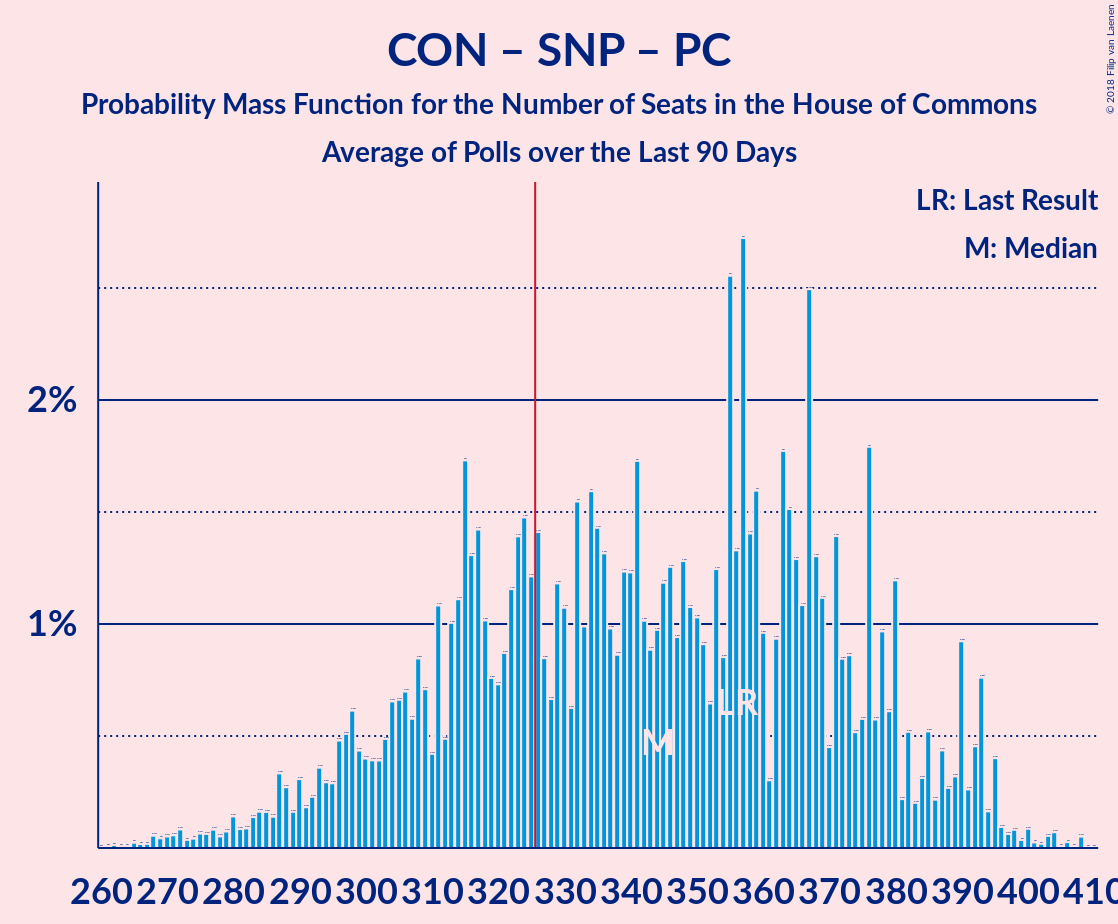 CON – SNP – PC
Probability Mass Function for the Number of Seats in the House of Commons
Average of Polls over the Last 90 Days
© 2018 Filip van Laenen
LR: Last Result
M: Median
2%
1%
LR
M
260 270 280 290 300 310 320 330 340 350 360 370 380 390 400 410